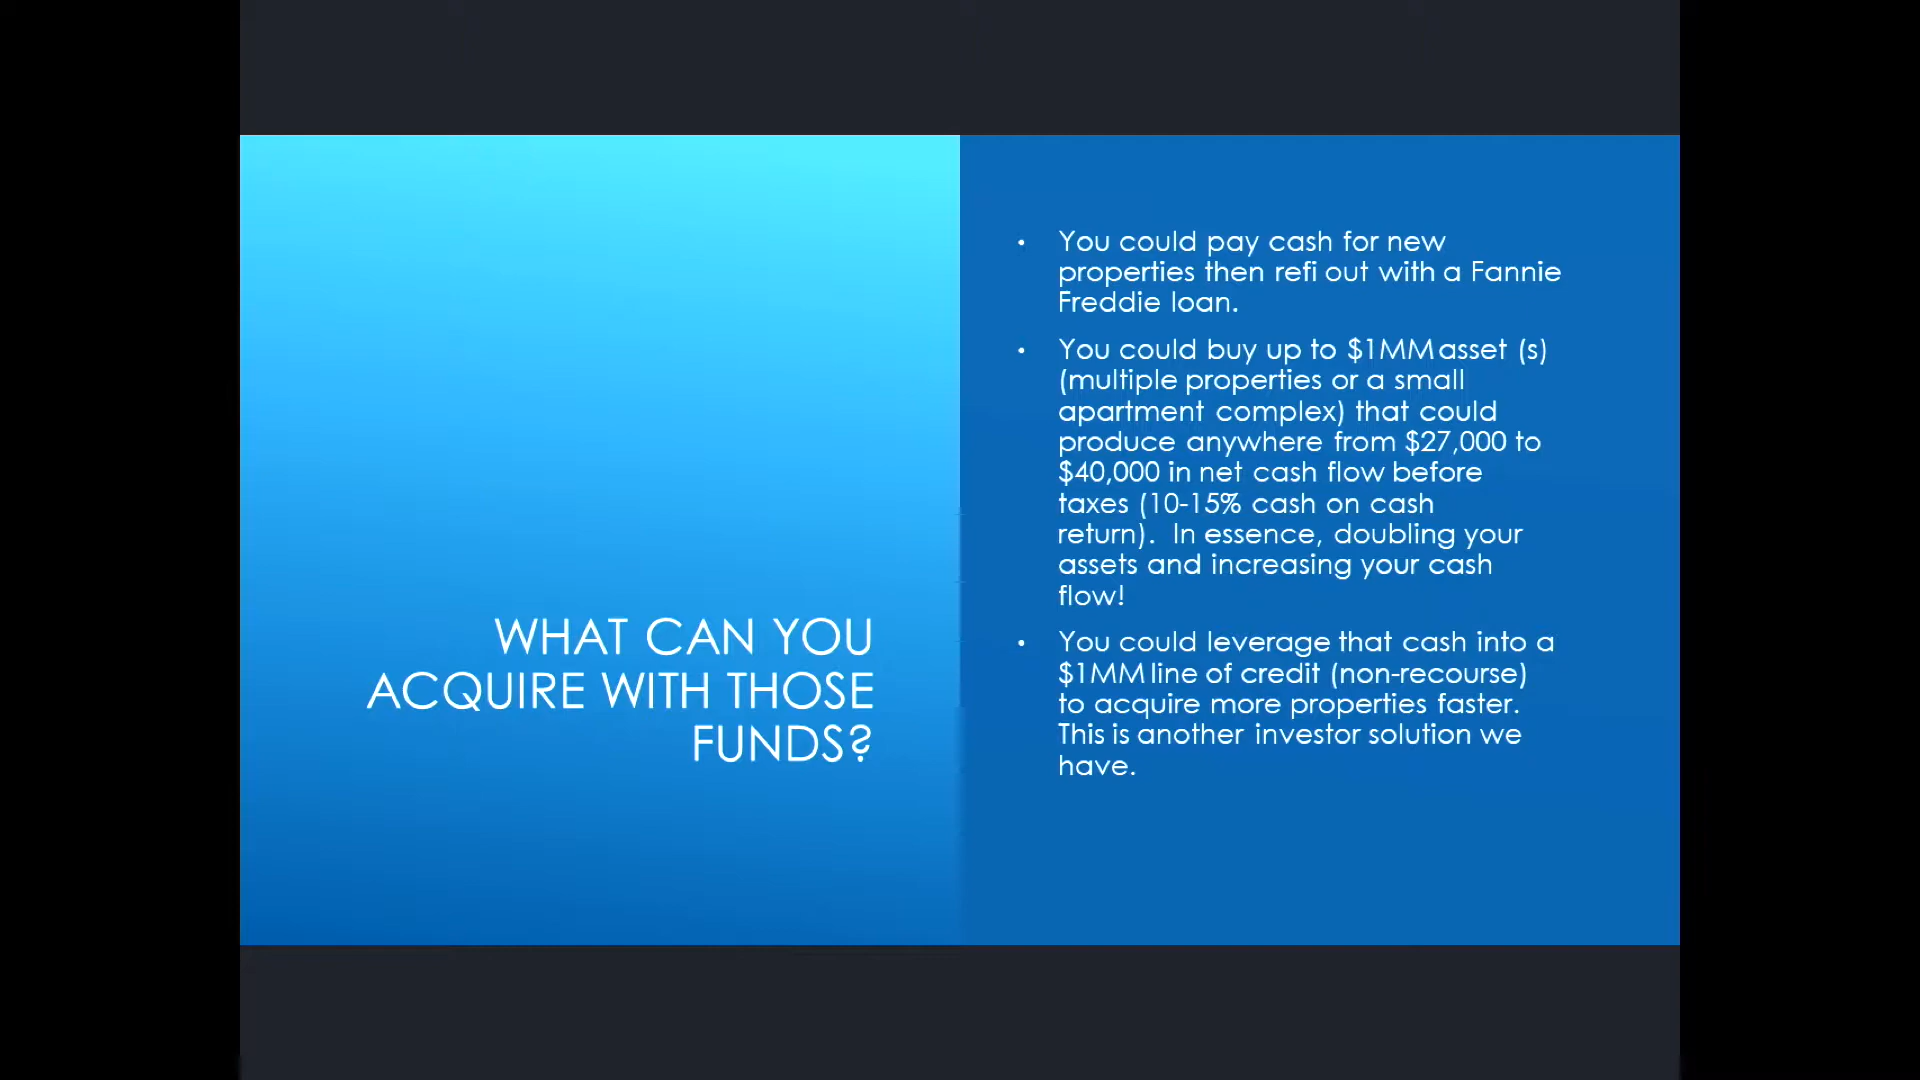 WHAT CAN YOU
ACQUIRE WITH THOSE
FUNDS?
• You could pay cash for new
properties then refi out with a Fannie
Freddie loan.
• You could buy up to $1MM asset (s)
(multiple properties or a small
apartment complex) that could
produce anywhere from $27,000 to
$40,000 in net cash flow before
taxes (10-15% cash on cash
return).  In essence, doubling your
assets and increasing your cash
flow!
• You could leverage that cash into a
$1MM line of credit (non-recourse)
to acquire more properties faster.
This is another investor solution we
have.